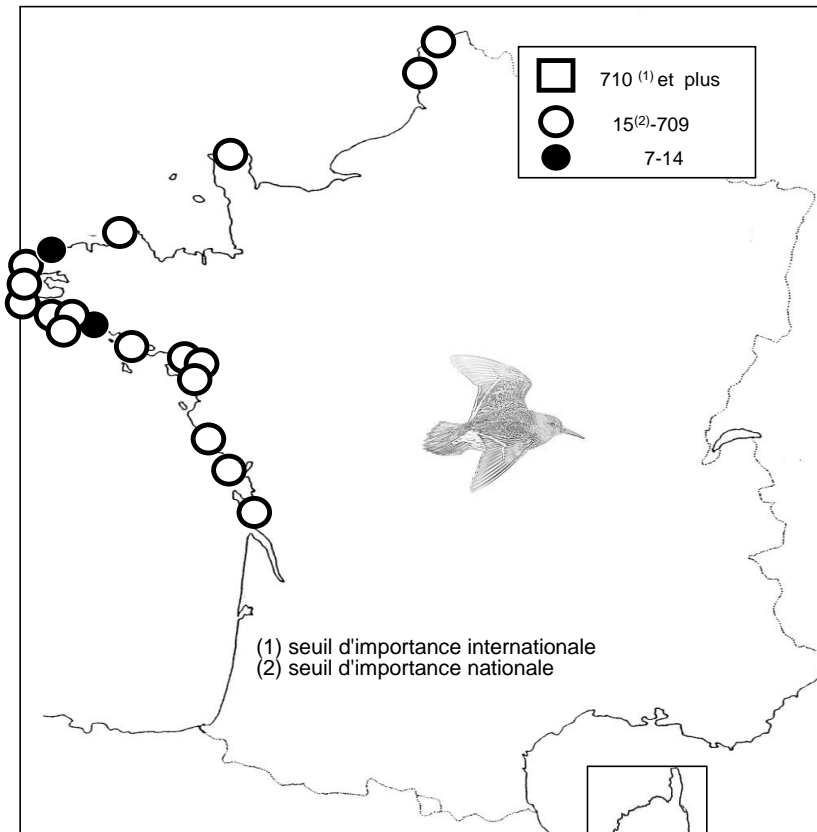 710 (1) et plus
15(2)-709
7-14
(1) seuil d'importance internationale
(2) seuil d'importance nationale